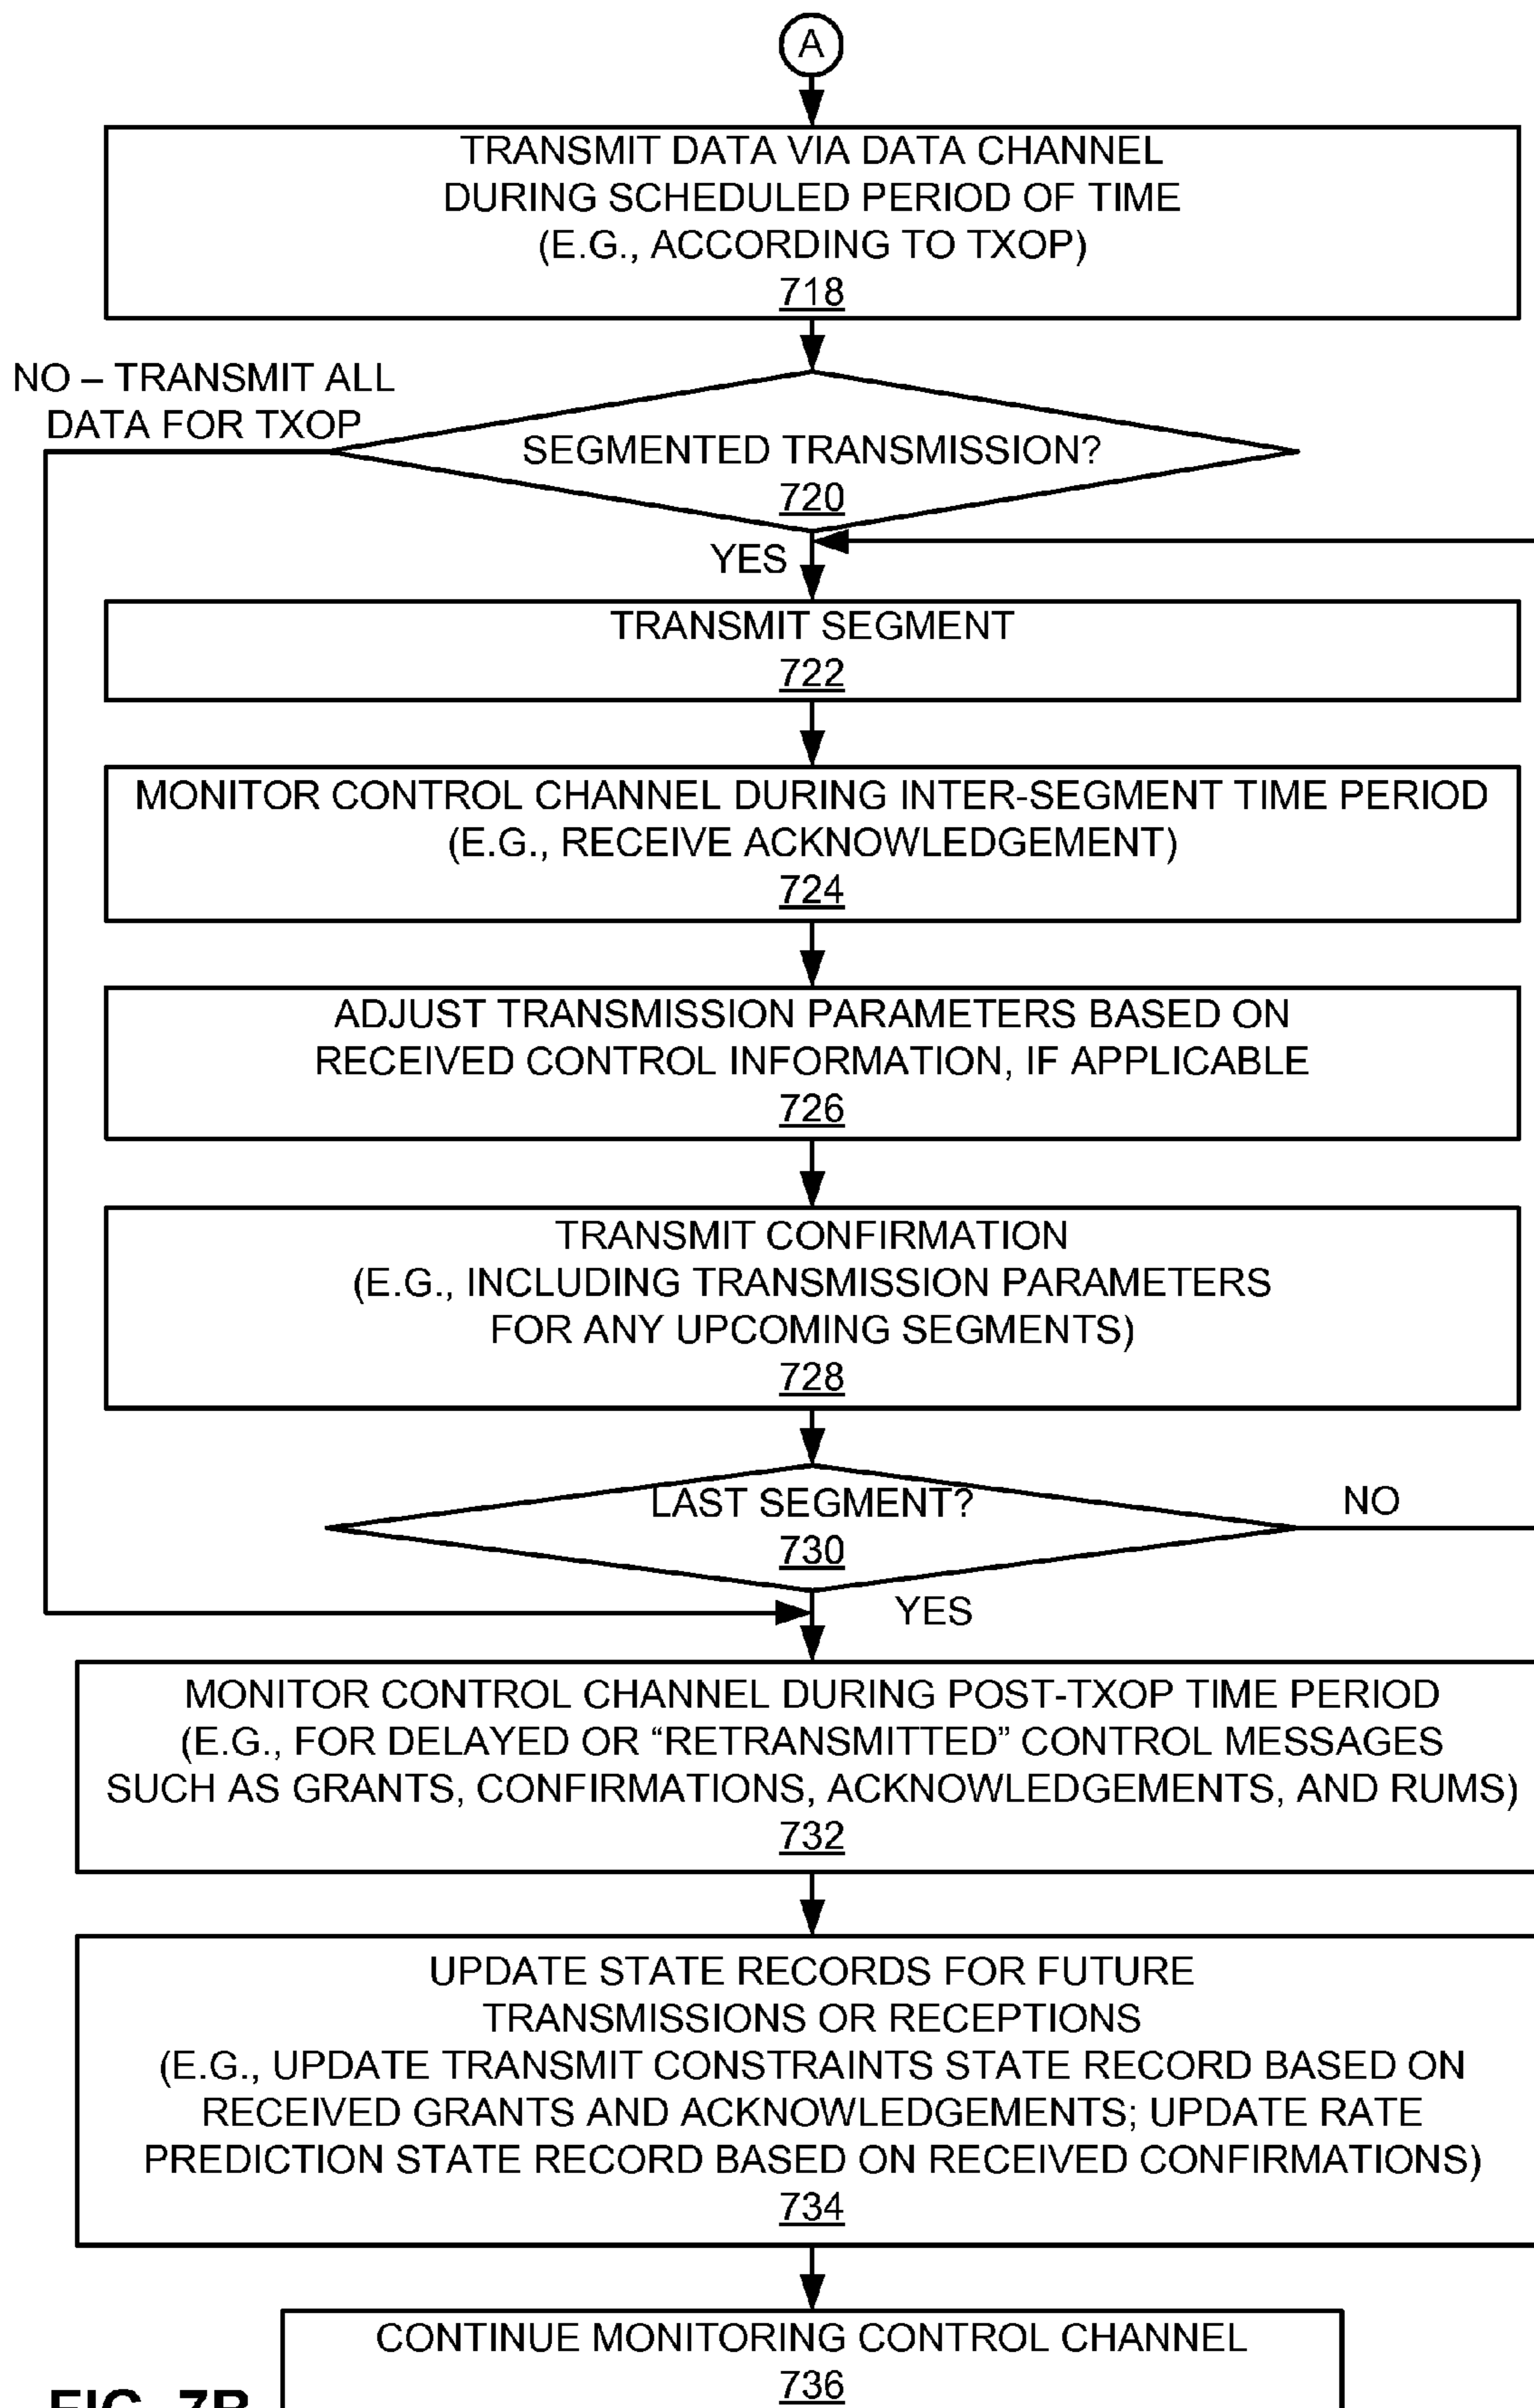 A
TRANSMIT DATA VIA DATA CHANNEL
DURING SCHEDULED PERIOD OF TIME
(E.G., ACCORDING TO TXOP)
718
NO – TRANSMIT ALL
DATA FOR TXOP
SEGMENTED TRANSMISSION?
720
YES
TRANSMIT SEGMENT
722
MONITOR CONTROL CHANNEL DURING INTER-SEGMENT TIME PERIOD
(E.G., RECEIVE ACKNOWLEDGEMENT)
724
ADJUST TRANSMISSION PARAMETERS BASED ON
RECEIVED CONTROL INFORMATION, IF APPLICABLE
726
TRANSMIT CONFIRMATION
(E.G., INCLUDING TRANSMISSION PARAMETERS
FOR ANY UPCOMING SEGMENTS)
728
LAST SEGMENT?
730
NO
YES
MONITOR CONTROL CHANNEL DURING POST-TXOP TIME PERIOD
(E.G., FOR DELAYED OR “RETRANSMITTED” CONTROL MESSAGES
SUCH AS GRANTS, CONFIRMATIONS, ACKNOWLEDGEMENTS, AND RUMS)
732
UPDATE STATE RECORDS FOR FUTURE
TRANSMISSIONS OR RECEPTIONS
(E.G., UPDATE TRANSMIT CONSTRAINTS STATE RECORD BASED ON
RECEIVED GRANTS AND ACKNOWLEDGEMENTS; UPDATE RATE
PREDICTION STATE RECORD BASED ON RECEIVED CONFIRMATIONS)
734
CONTINUE MONITORING CONTROL CHANNEL
736
FIG. 7B